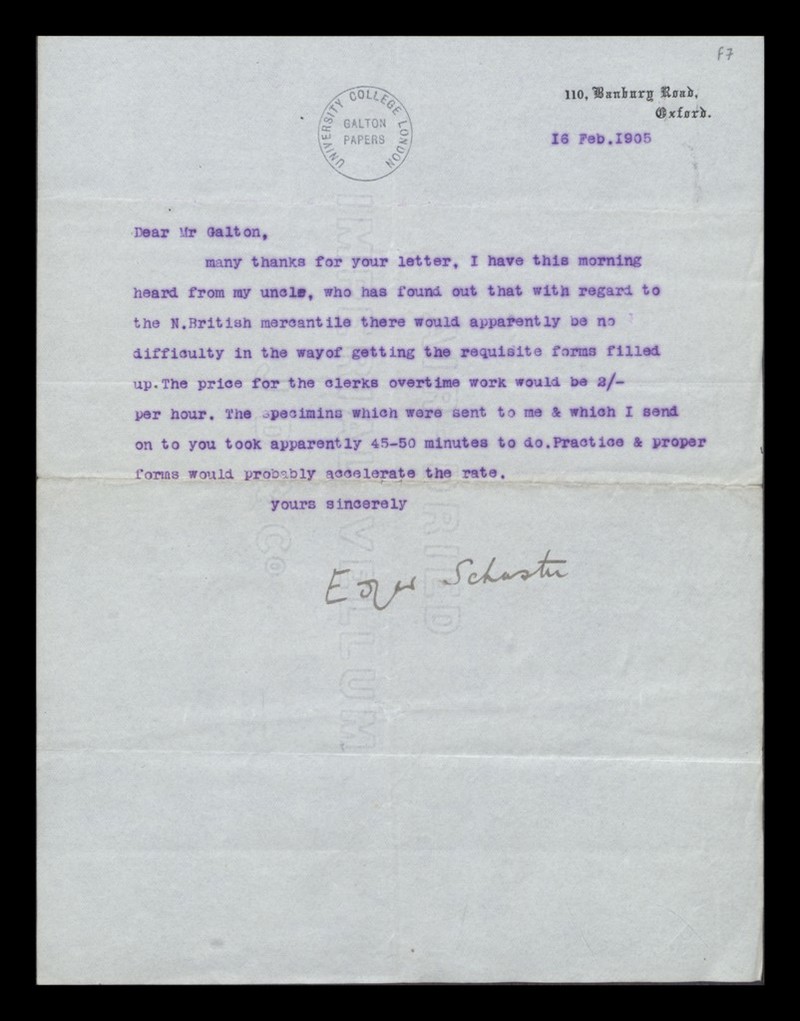 f7
110, Banbury Road,
Oxford.
UNIVERSITY COLLEGE LONDON
GALTON
PAPERS
16 Feb.1905
Dear Mr Galton,
many thanks for your letter, I have this morning
heard from my uncle, who has found out that with regard to
the N.British mercantile there would apparently be no
difficulty in the wayof getting the requisite forms filled
up.The price for the clerks overtime work would be 2/-
per hour. The specimins which were sent to me & which I send
on to you took apparently 45-50 minutes to do.Practice & proper
forms would probably accelerate the rate.
yours sincerely
Edgar Schuster
IMPERIAL VELLUM